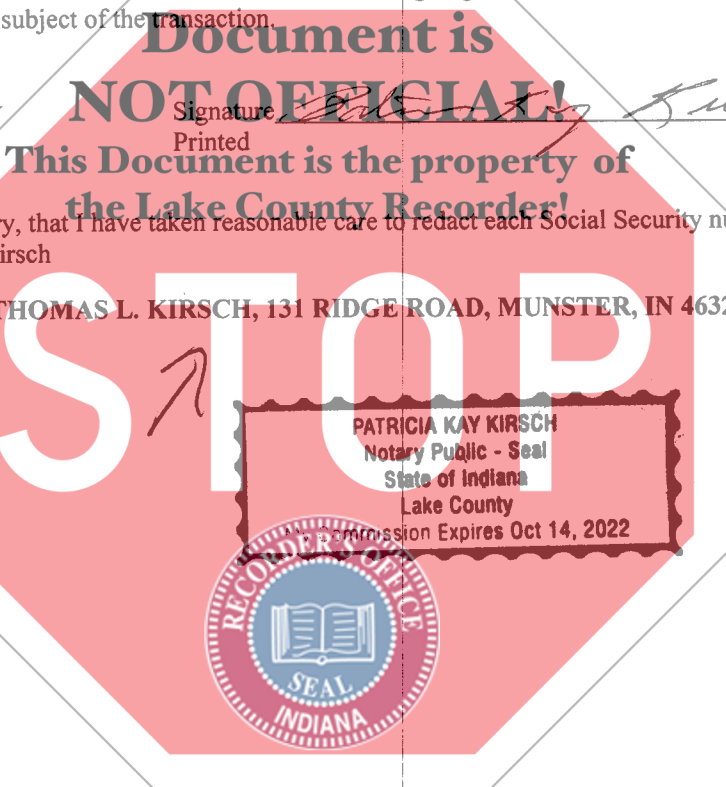 subject of the transaction.
Document is
NOT OFFICIAL!
Signature
Printed
This Document is the property of
the Lake County Recorder!
ry, that I have taken reasonable care to redact each Social Security nu
irsch
THOMAS L. KIRSCH, 131 RIDGE ROAD, MUNSTER, IN 4632
STOP
PATRICIA KAY KIRSCH
Notary Public - Seal
State of Indiana
Lake County
Commission Expires Oct 14, 2022
RECORDER'S OFFICE
SEAL
INDIANA